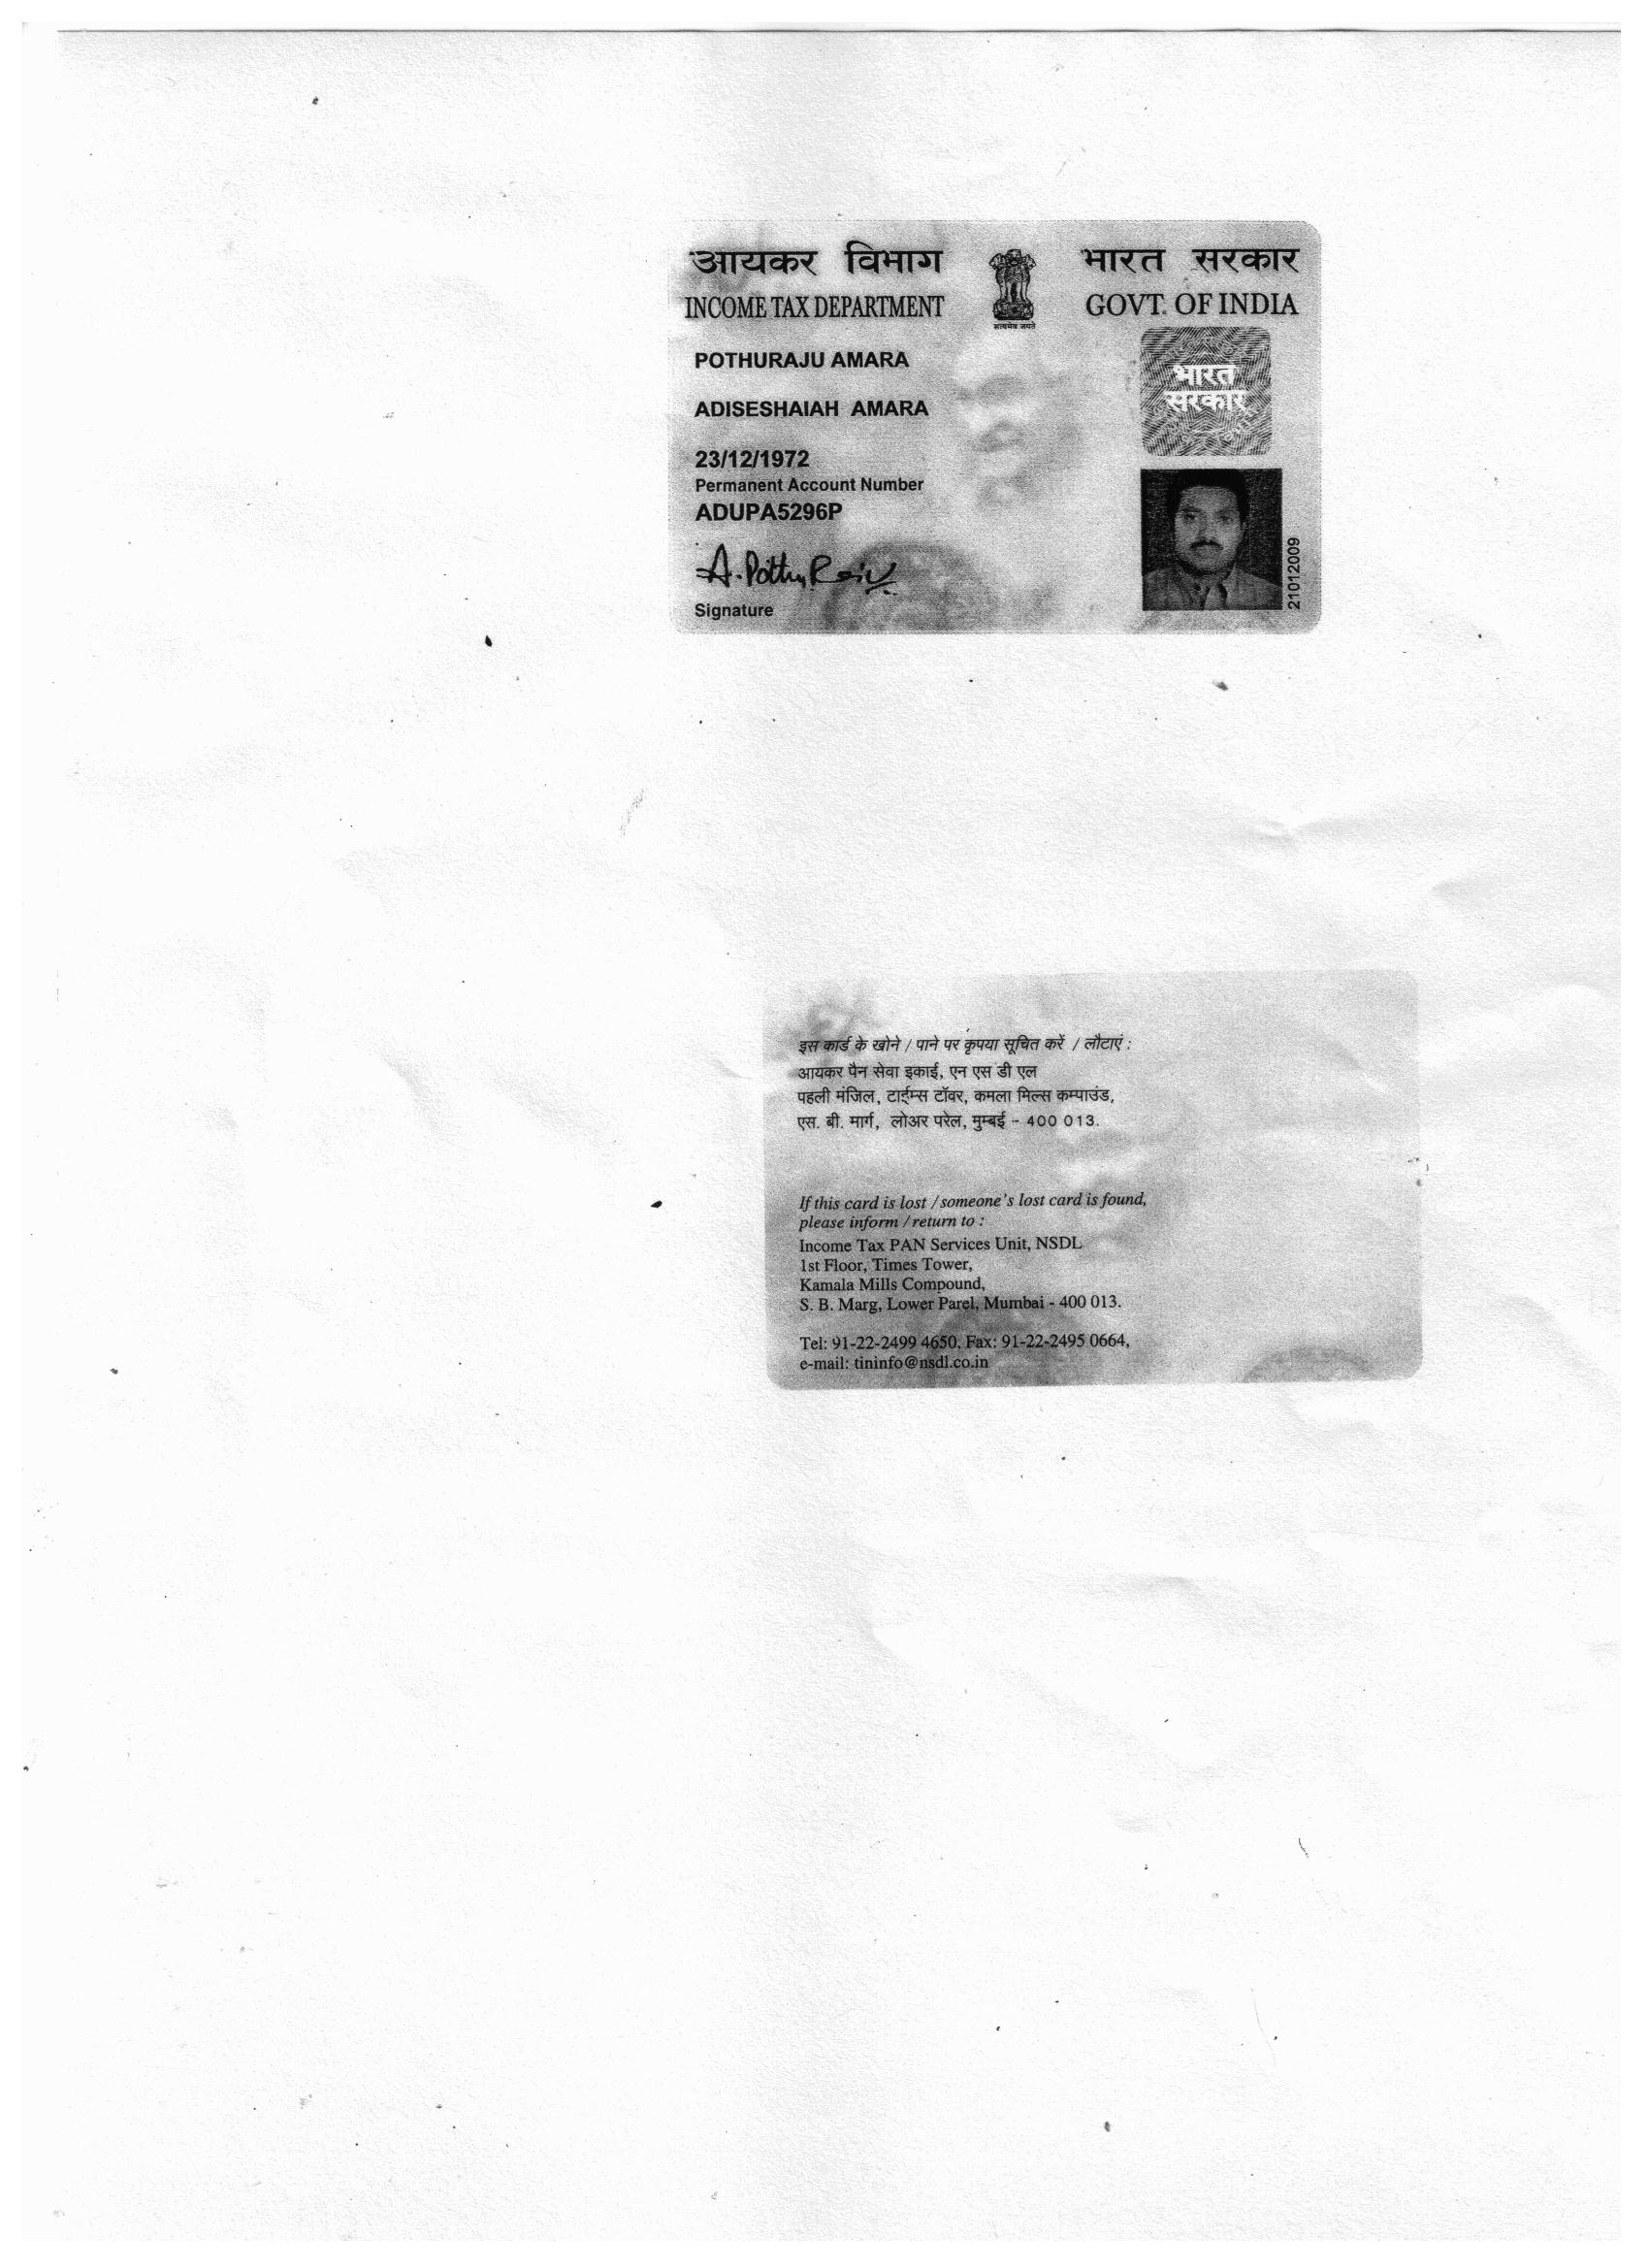 आयकर विभाग
INCOME TAX DEPARTMENT
सत्यमेव जयते
भारत सरकार
GOVT. OF INDIA
POTHURAJU AMARA
ADISESHAIAH AMARA
23/12/1972
Permanent Account Number
ADUPA5296P
A. Pothu Raju
Signature
भारत
सरकार
21012009
इस कार्ड के खोने / पाने पर कृपया सूचित करें / लौटाएं :
आयकर पैन सेवा इकाई, एन एस डी एल
पहली मंजिल, टाईम्स टॉवर, कमला मिल्स कम्पाउंड,
एस. बी. मार्ग, लोअर परेल, मुम्बई - 400 013.
If this card is lost / someone's lost card is found,
please inform / return to :
Income Tax PAN Services Unit, NSDL
1st Floor, Times Tower,
Kamala Mills Compound,
S. B. Marg, Lower Parel, Mumbai - 400 013.
Tel: 91-22-2499 4650, Fax: 91-22-2495 0664,
e-mail: tininfo@nsdl.co.in